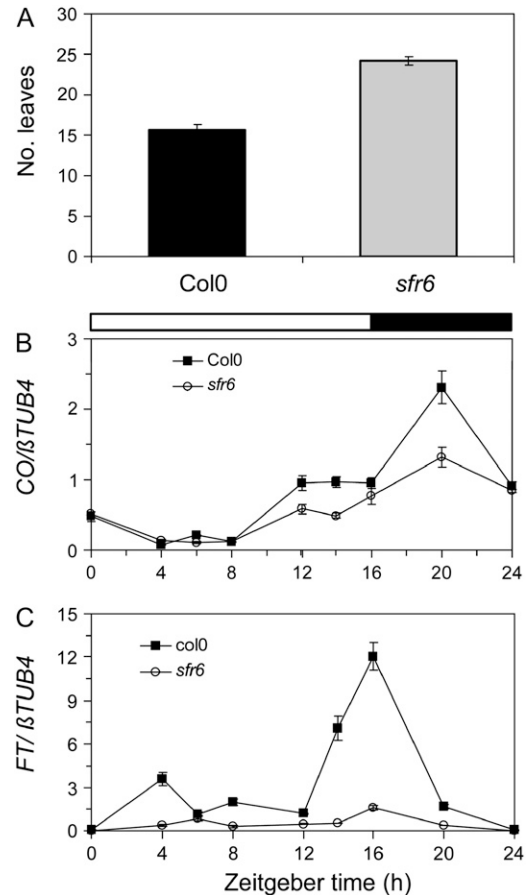 A
No. leaves
30
25
20
15
10
5
0
Col0 sfr6
B
CO/ßTUB4
3
2
1
0
Col0
sfr6
0 4 8 12 16 20 24
C
FT/ ßTUB4
15
12
9
6
3
0
col0
sfr6
0 4 8 12 16 20 24
Zeitgeber time (h)